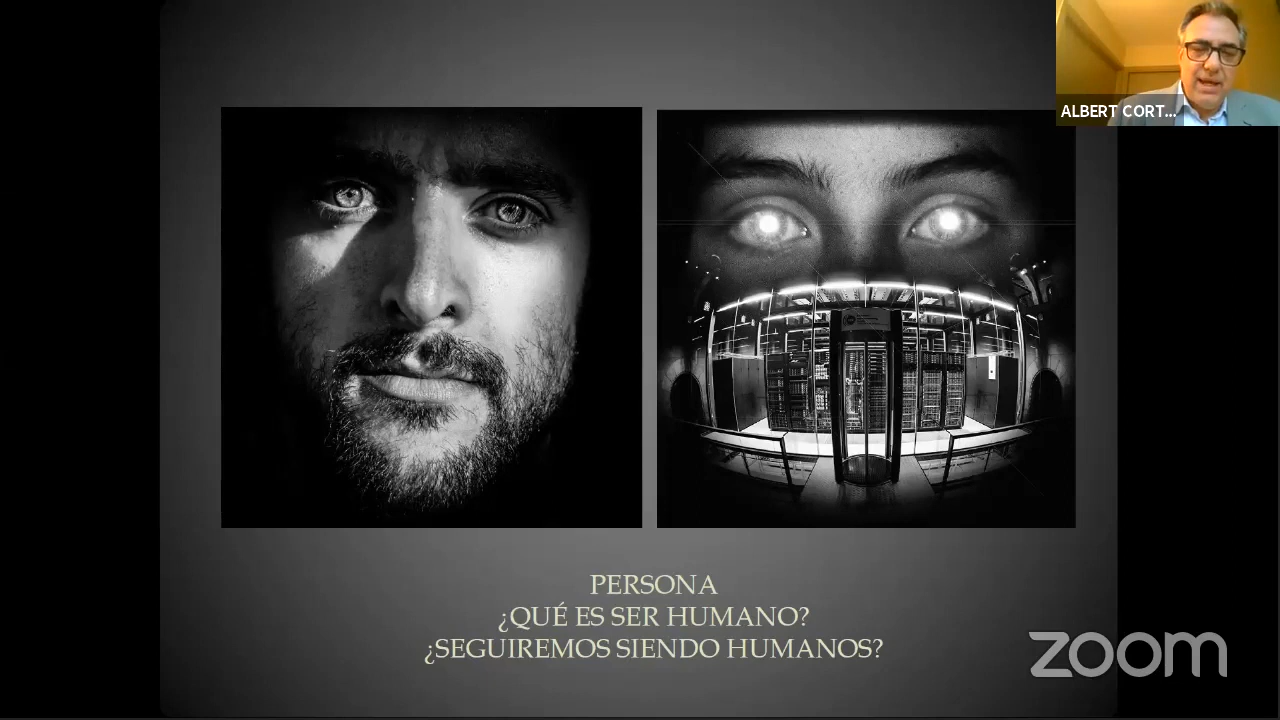 ALBERT CORT...
PERSONA
¿QUÉ ES SER HUMANO?
¿SEGUIREMOS SIENDO HUMANOS?
zoom